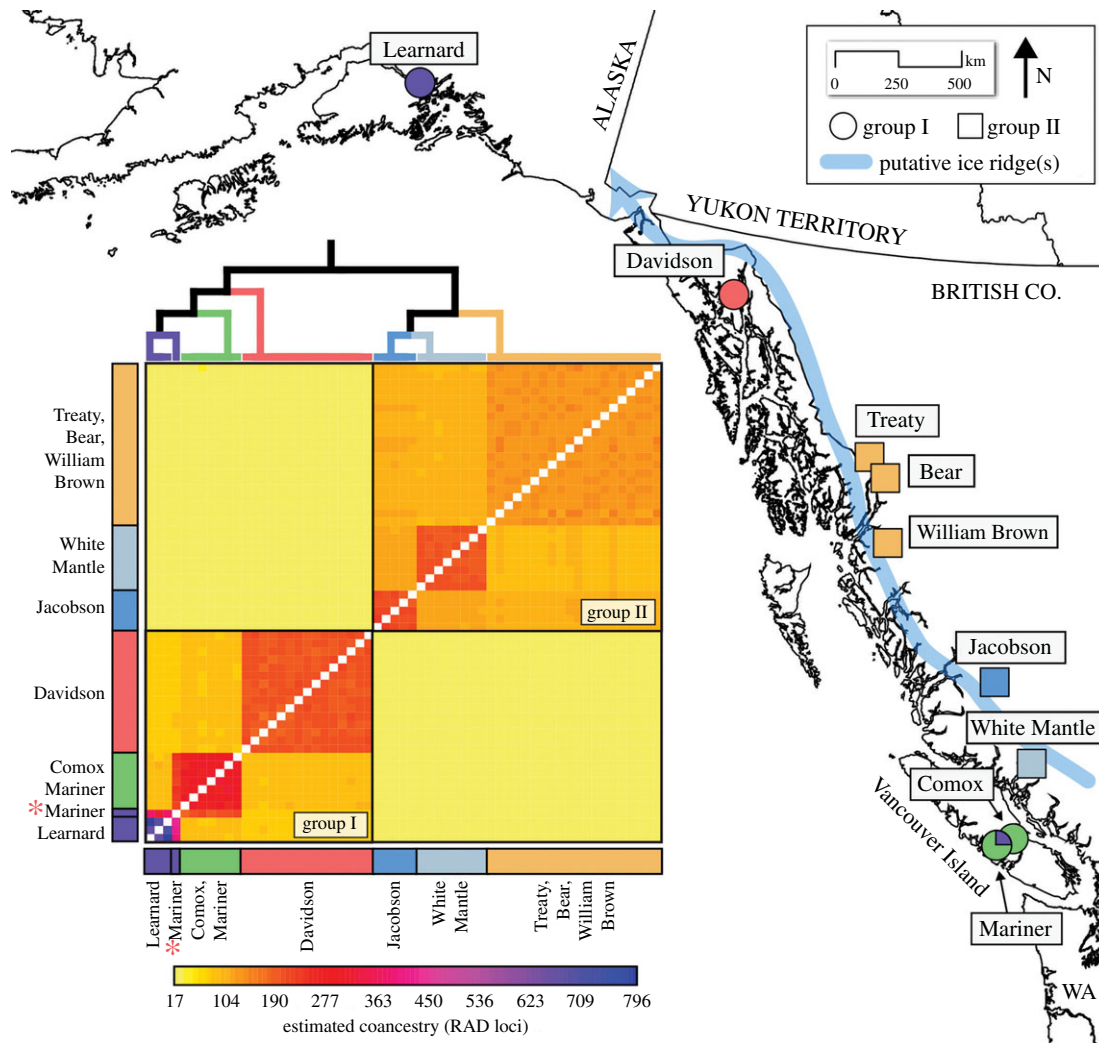 Learnard
ALASKA
km
0 250 500
N
group I group II
putative ice ridge(s)
YUKON TERRITORY
Davidson
BRITISH CO.
Treaty
Bear
William Brown
Jacobson
White Mantle
Comox
Vancouver Island
Mariner
WA
Treaty,
Bear,
William
Brown
White
Mantle
Jacobson
Davidson
Comox
Mariner
*Mariner
Learnard
group II
group I
Learnard
*Mariner
Comox,
Mariner
Davidson
Jacobson
White
Mantle
Treaty,
Bear,
William
Brown
17 104 190 277 363 450 536 623 709 796
estimated coancestry (RAD loci)